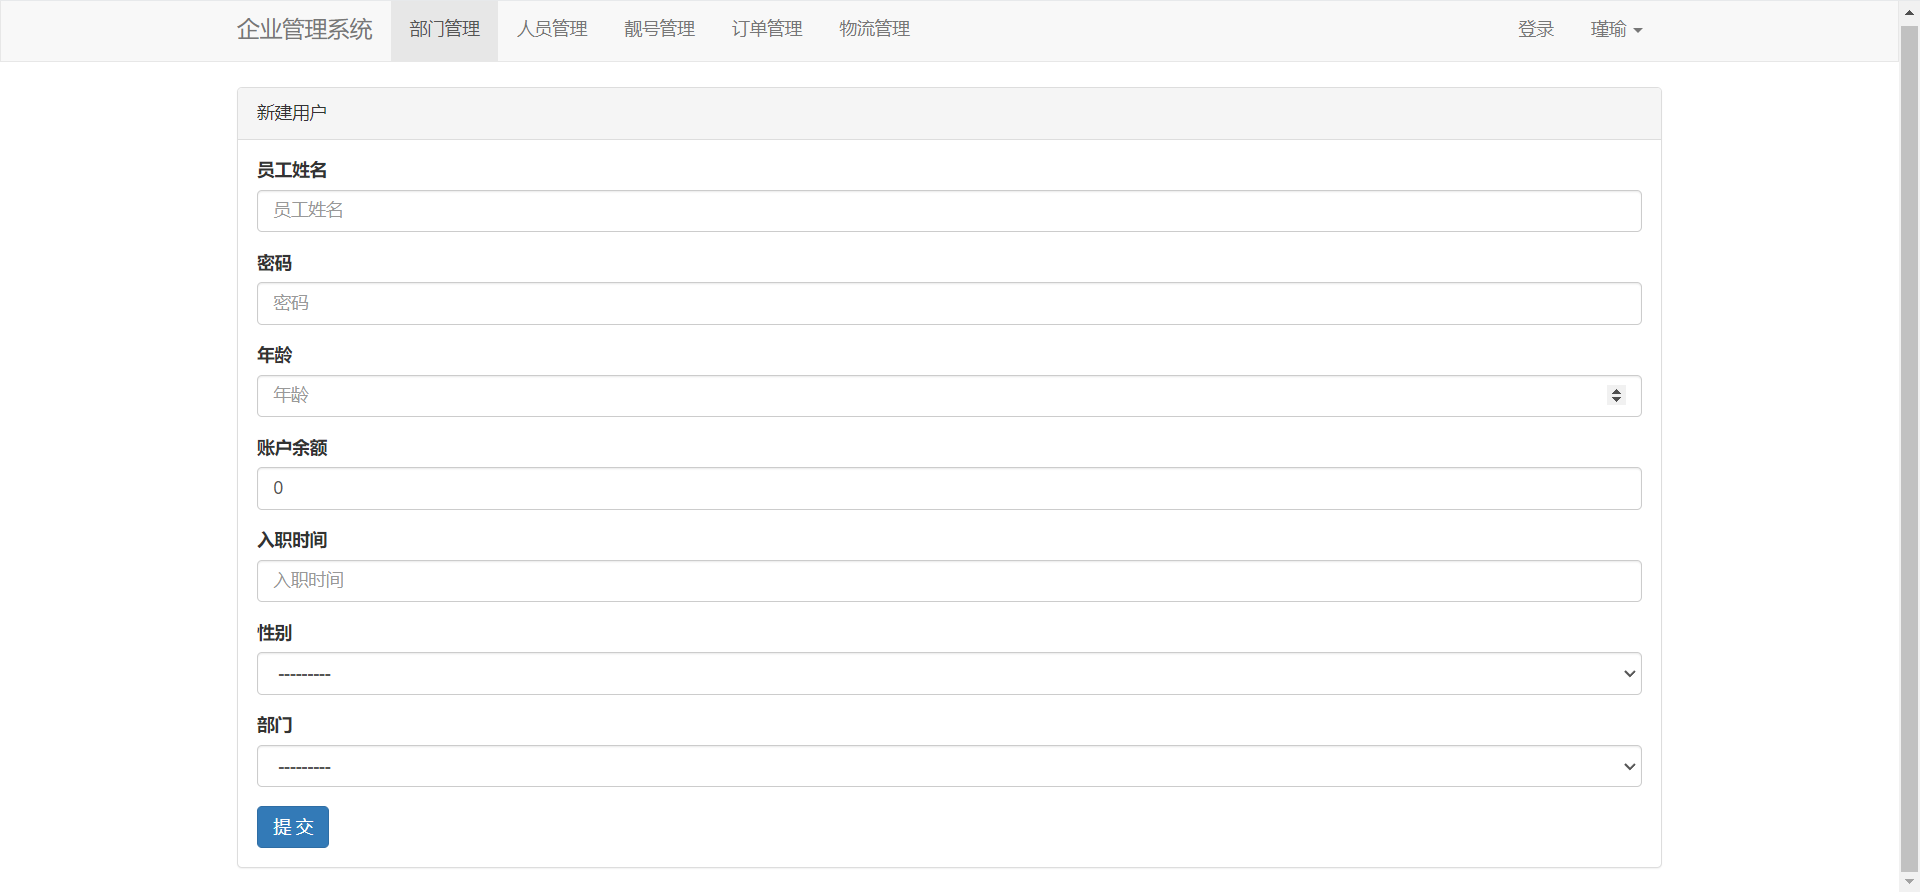 企业管理系统 部门管理 人员管理 靓号管理 订单管理 物流管理 登录 瑾瑜
新建用户
员工姓名
员工姓名
密码
密码
年龄
年龄
账户余额
0
入职时间
入职时间
性别
---------
部门
---------
提 交